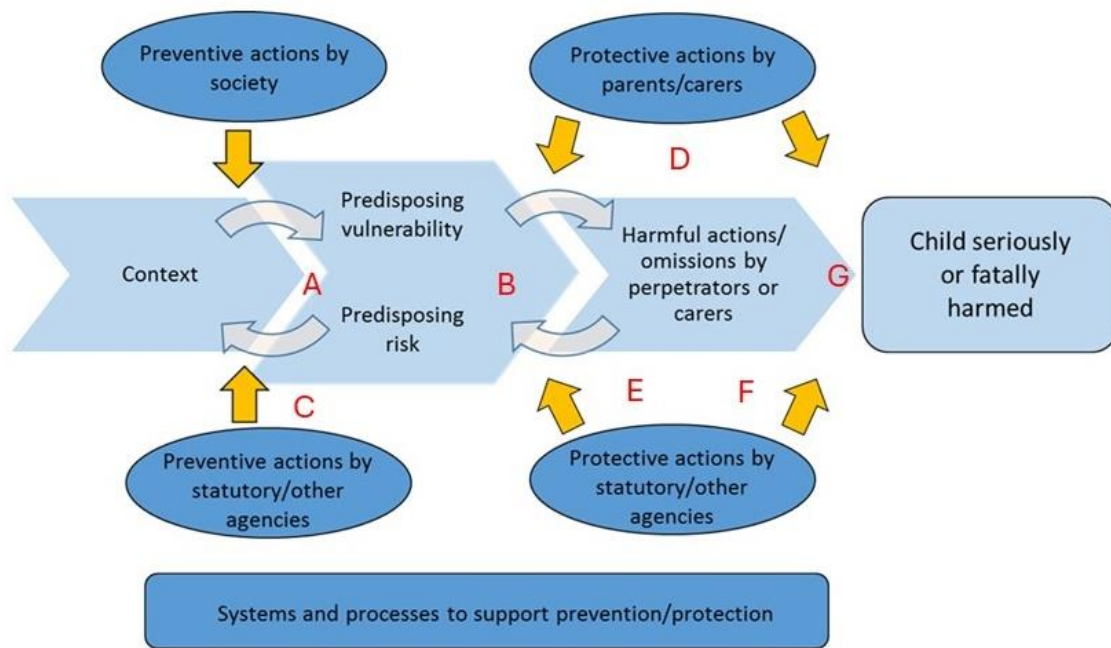 Preventive actions by
society
Protective actions by
parents/carers
D
Predisposing
vulnerability
Context
A
B
Harmful actions/
omissions by
perpetrators or
carers
G
Child seriously
or fatally
harmed
Predisposing
risk
C
E
F
Preventive actions by
statutory/other
agencies
Protective actions by
statutory/other
agencies
Systems and processes to support prevention/protection